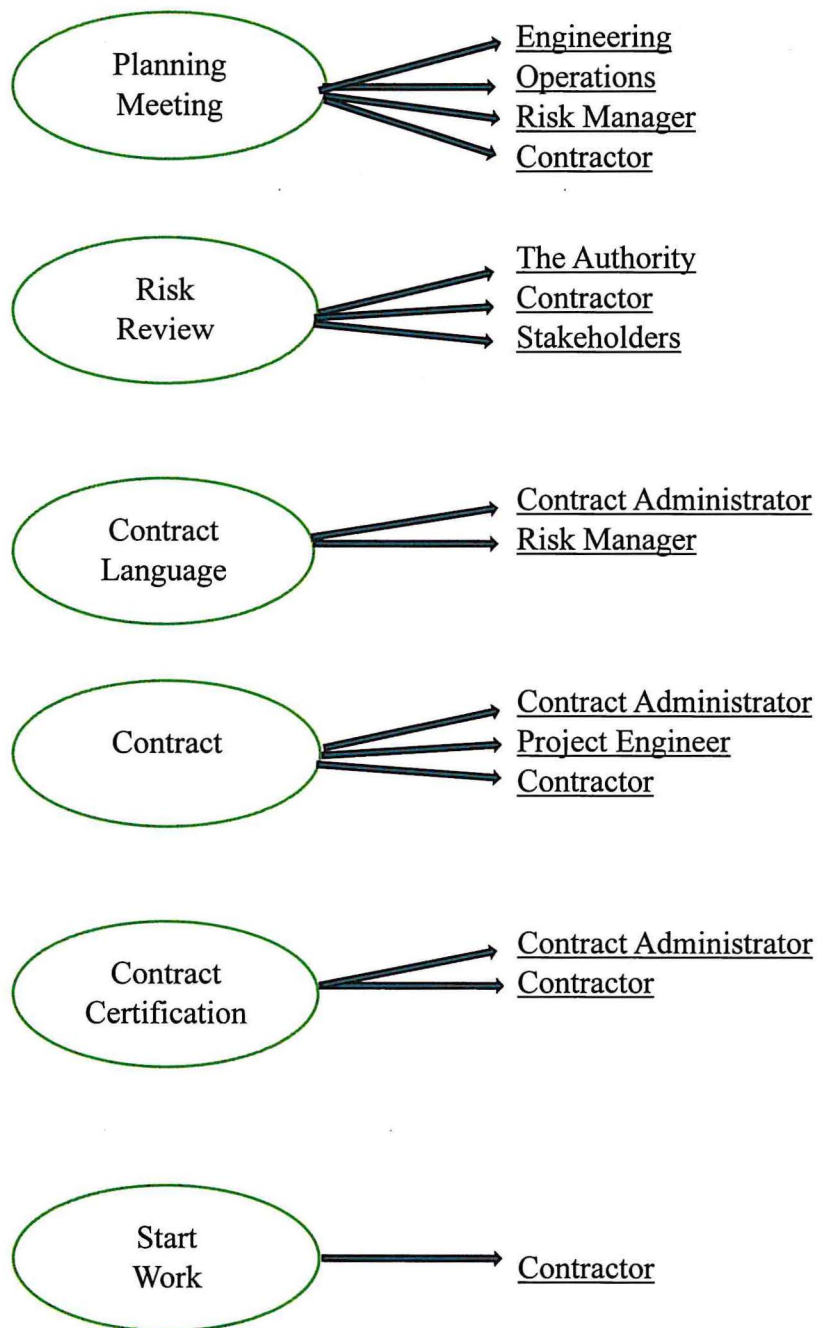 Planning
Meeting
Engineering
Operations
Risk Manager
Contractor
Risk
Review
The Authority
Contractor
Stakeholders
Contract
Language
Contract Administrator
Risk Manager
Contract
Contract Administrator
Project Engineer
Contractor
Contract
Certification
Contract Administrator
Contractor
Start
Work
Contractor